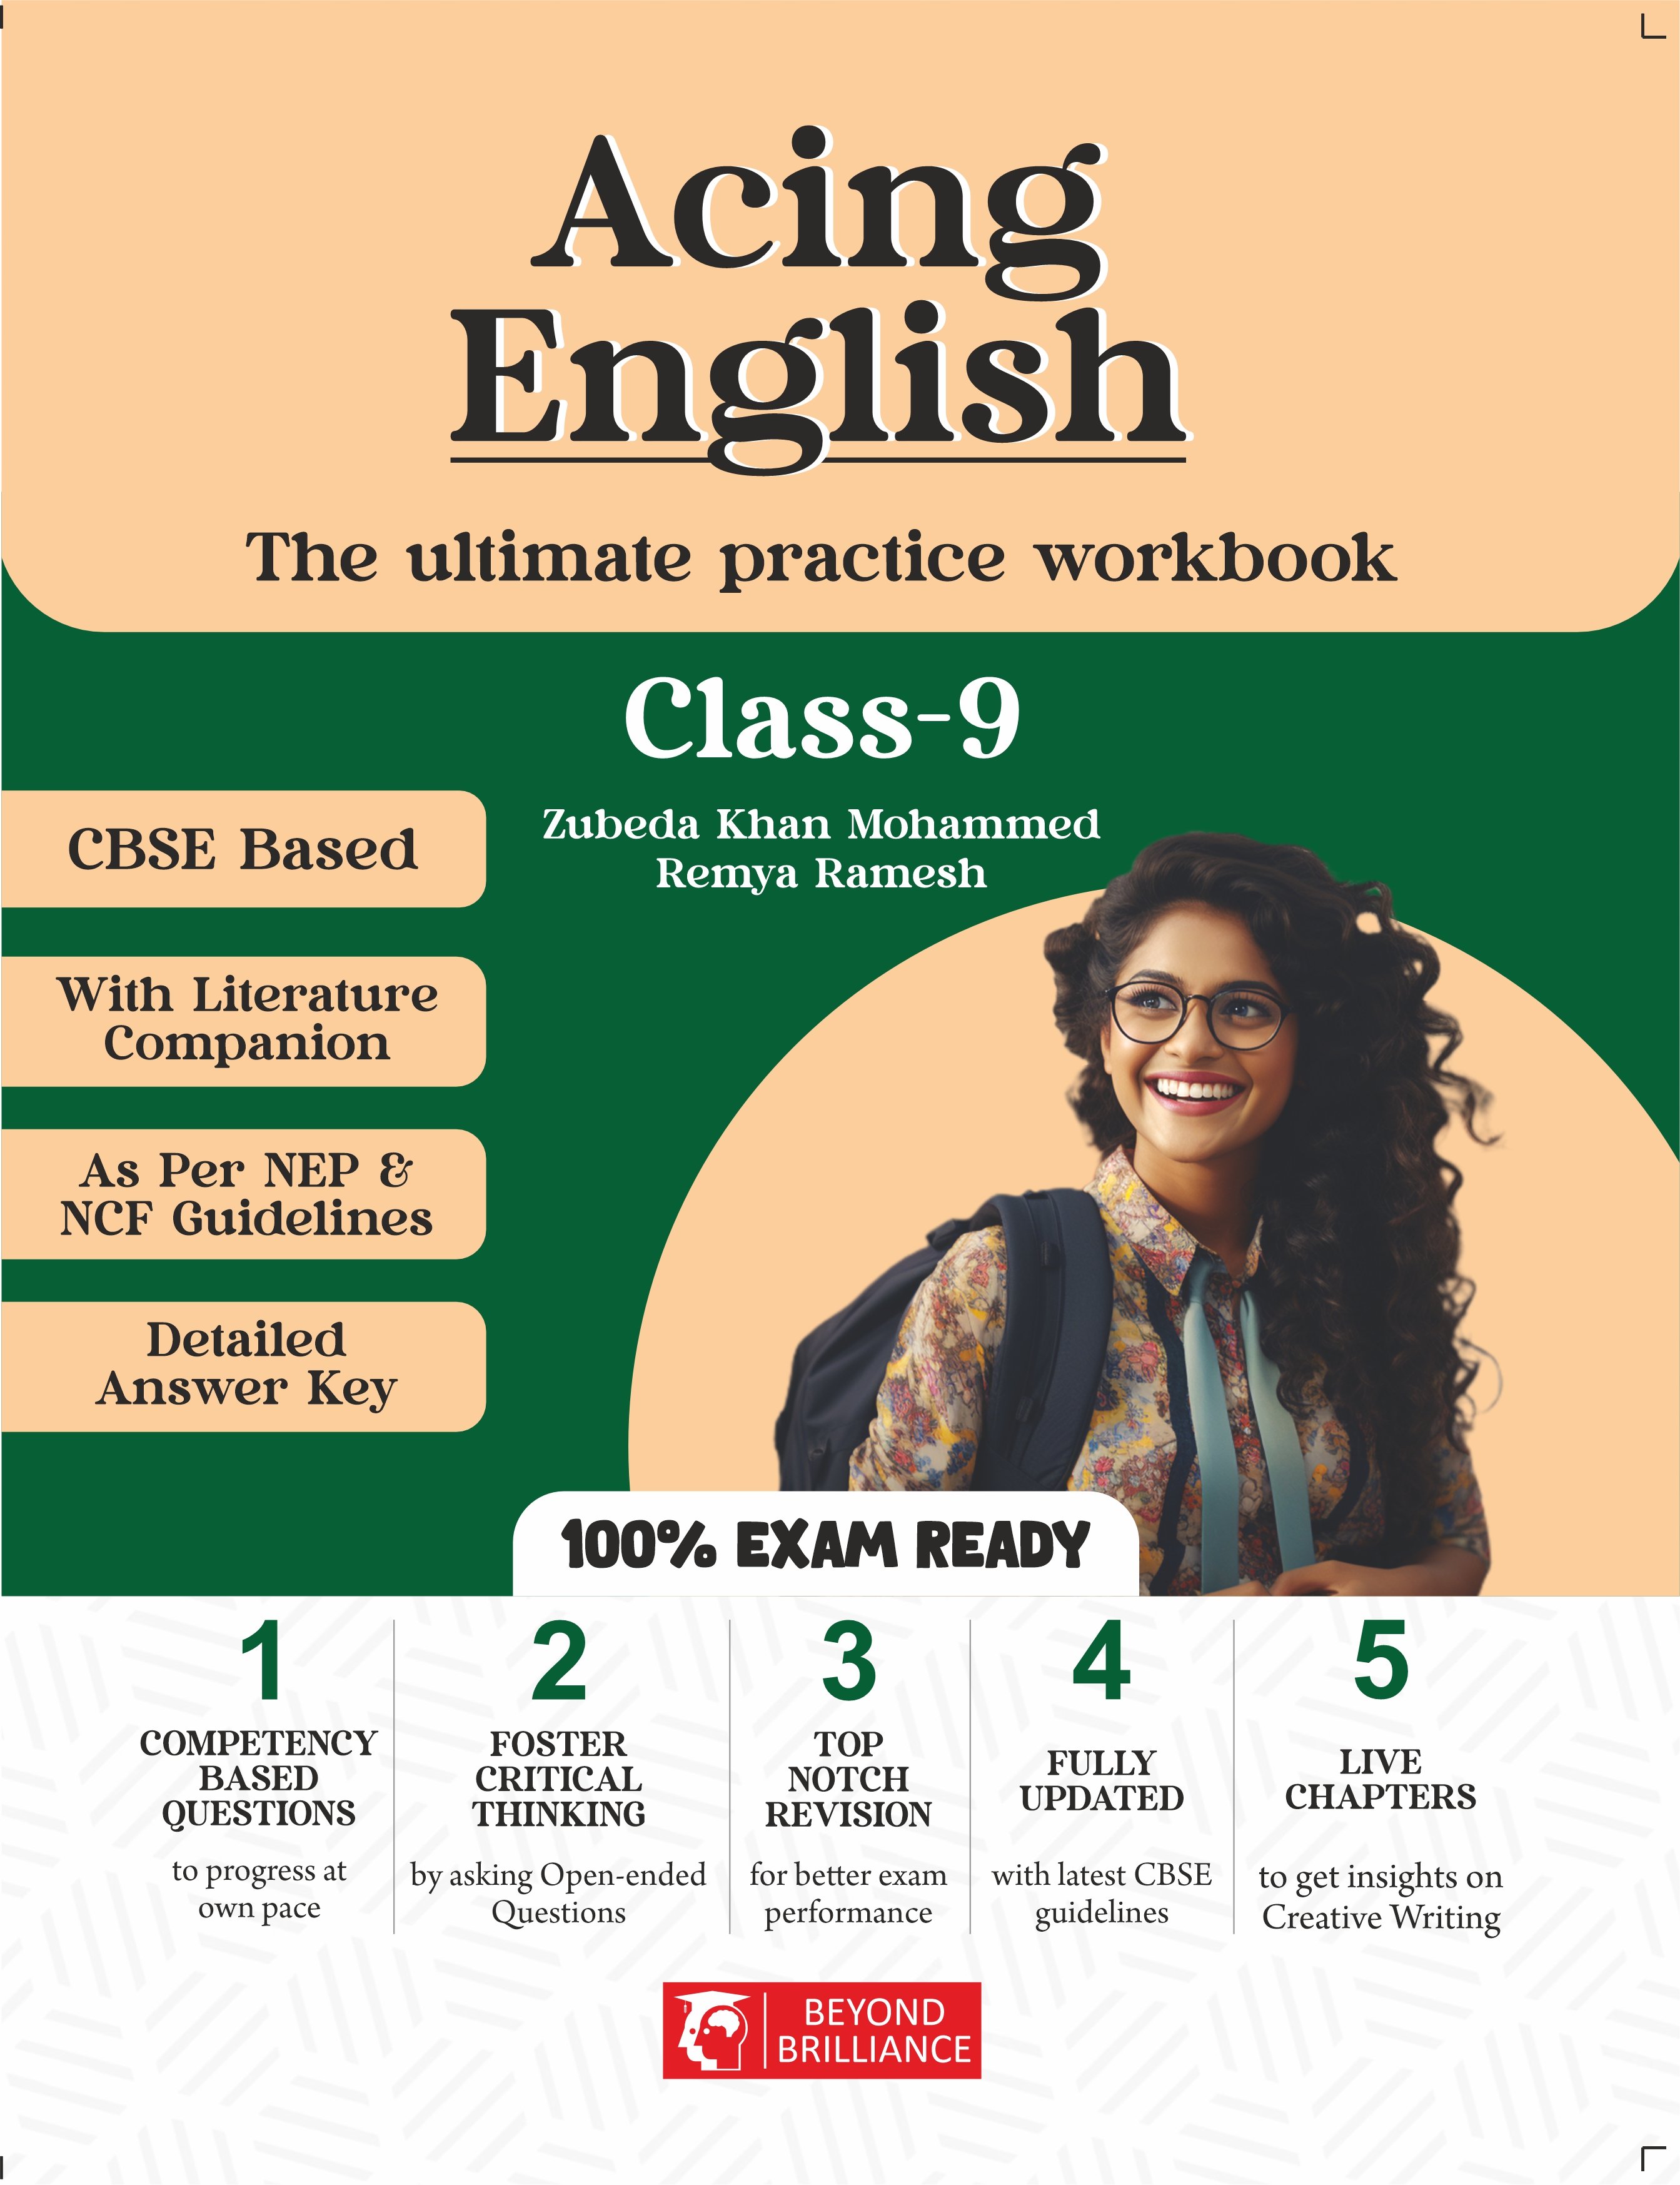 Acing
English
The ultimate practice workbook
Class-9
Zubeda Khan Mohammed
Remya Ramesh
CBSE Based
With Literature
Companion
As Per NEP &
NCF Guidelines
Detailed
Answer Key
100% EXAM READY
1
COMPETENCY
BASED
QUESTIONS
to progress at
own pace
2
FOSTER
CRITICAL
THINKING
by asking Open-ended
Questions
3
TOP
NOTCH
REVISION
for better exam
performance
4
FULLY
UPDATED
with latest CBSE
guidelines
5
LIVE
CHAPTERS
to get insights on
Creative Writing
BEYOND
BRILLIANCE